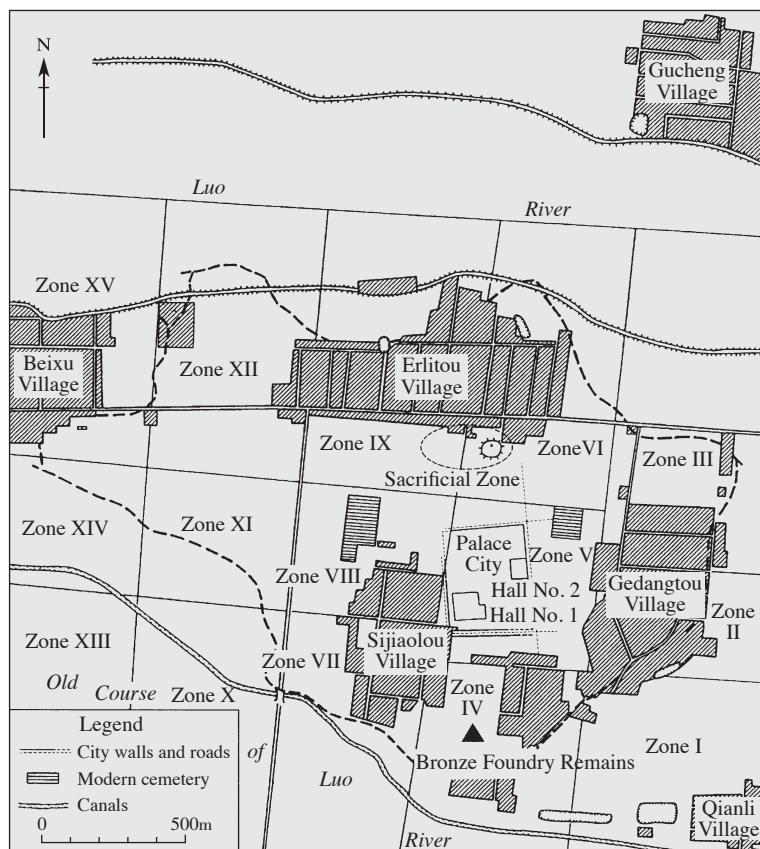 N
Gucheng
Village
Luo
River
Zone XV
Beixu
Village
Zone XII
Erlitou
Village
Zone IX
ZoneVI
Zone III
Sacrificial Zone
Zone XIV
Zone XI
Palace
City
Zone V
Zone VIII
Hall No. 2
Hall No. 1
Gedangtou
Village
Zone
II
Zone XIII
Zone VII
Sijiaolou
Village
Old
Course
Zone X
Zone
IV
of
Zone I
Bronze Foundry Remains
Luo
River
Qianli
Village
Legend
City walls and roads
Modern cemetery
Canals
0 500m